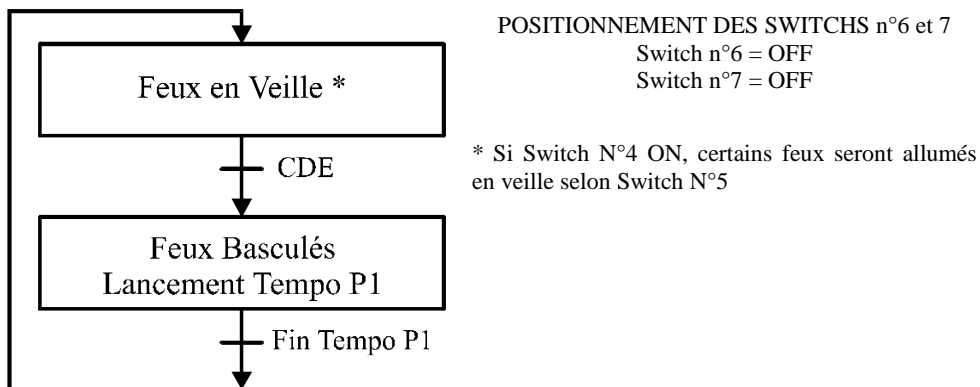 POSITIONNEMENT DES SWITCHS n°6 et 7
Switch n°6 = OFF
Switch n°7 = OFF
Feux en Veille *
* Si Switch N°4 ON, certains feux seront allumés
en veille selon Switch N°5
CDE
Feux Basculés
Lancement Tempo P1
Fin Tempo P1